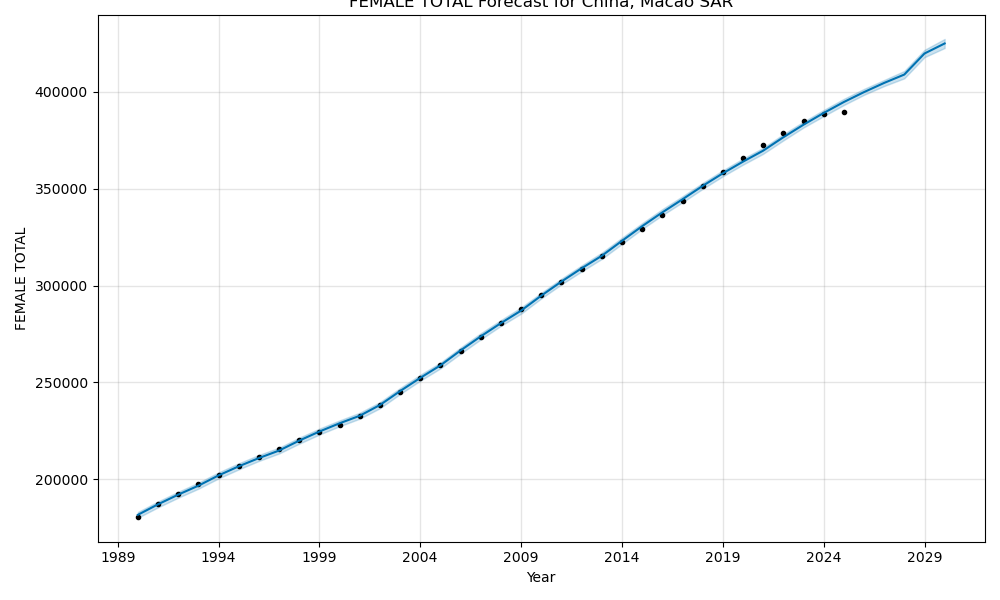 FEMALE TOTAL Forecast for China, Macao SAR
400000
350000
300000
250000
200000
FEMALE TOTAL
1989 1994 1999 2004 2009 2014 2019 2024 2029
Year